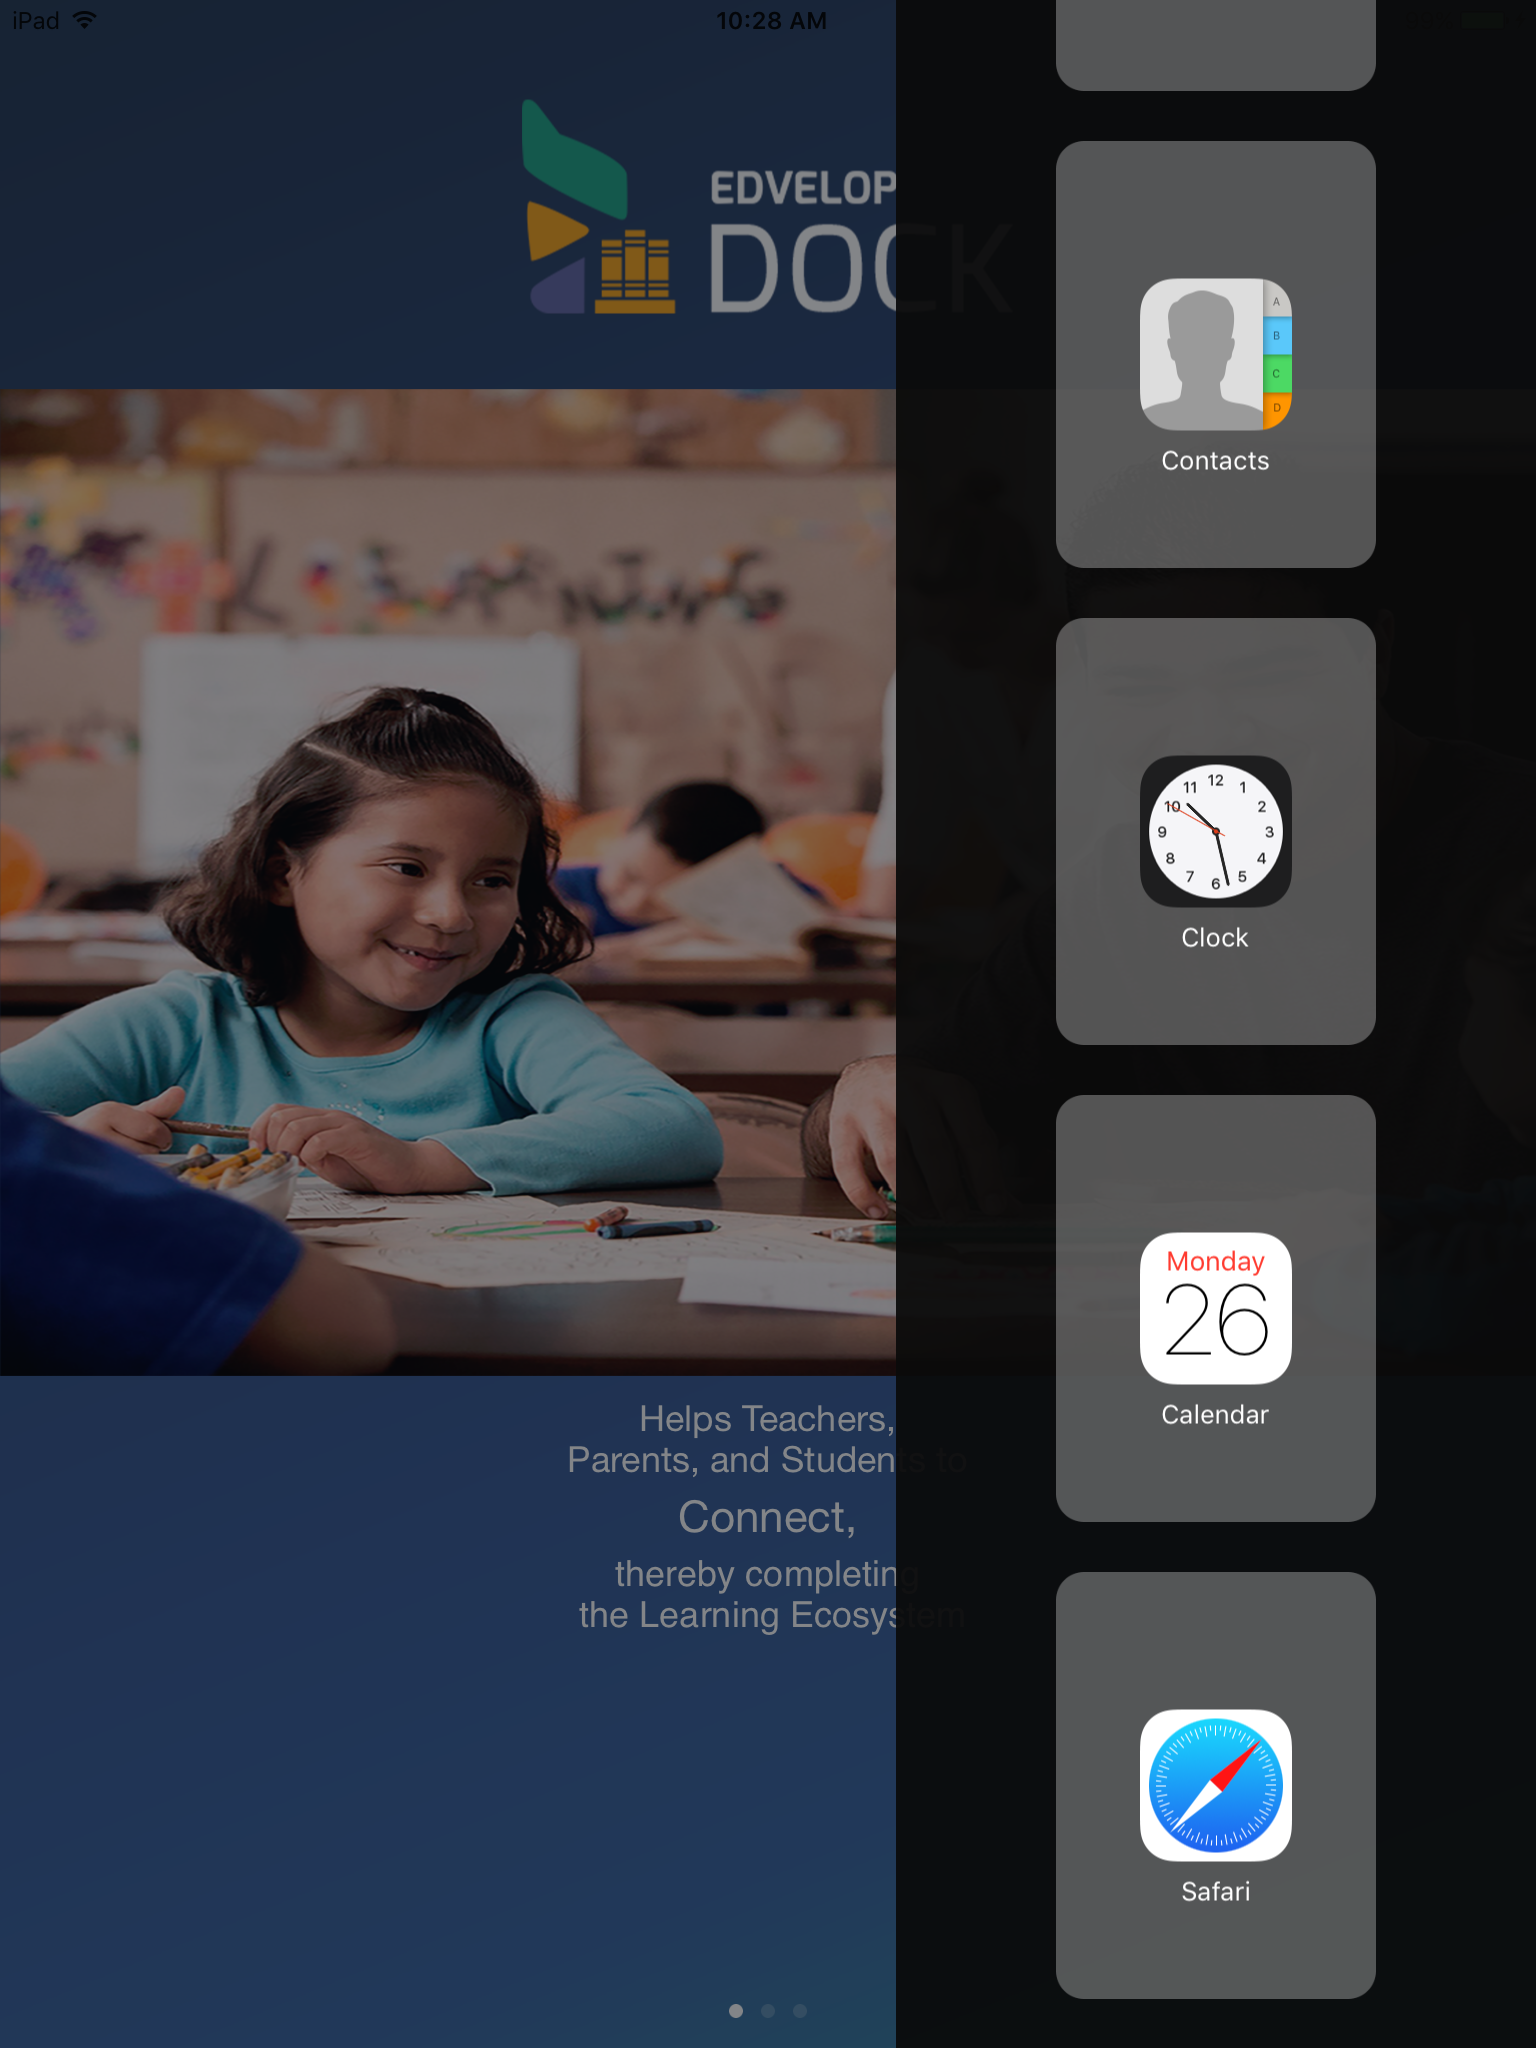 iPad
10:28 AM
EDVELOP
DOCK
LEARNING
Helps Teachers,
Parents, and Students to
Connect,
thereby completing
the Learning Ecosystem
A
B
C
D
Contacts
12
11
1
10
2
9
3
8
4
7
5
6
Clock
Monday
26
Calendar
Safari